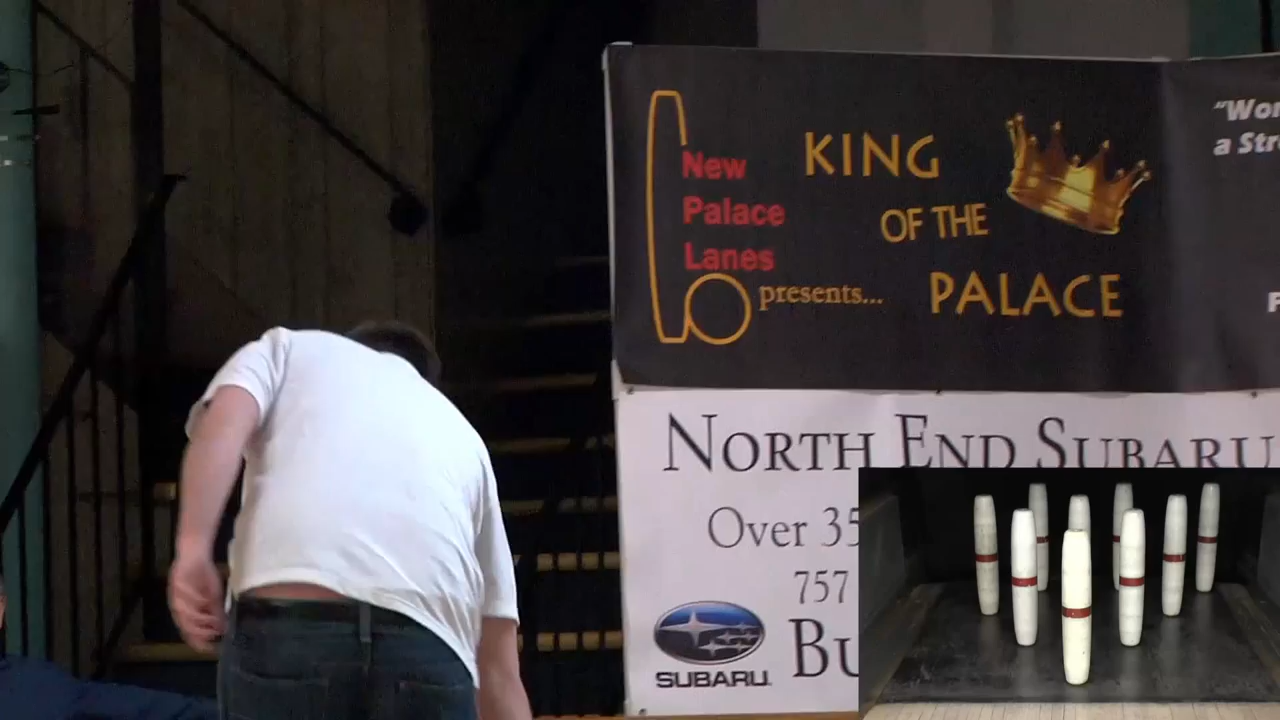 New
Palace
Lanes
presents...
KING
OF THE
PALACE
"Wor
a Str
P
NORTH END SUBARU
Over 35
757
BU
SUBARU